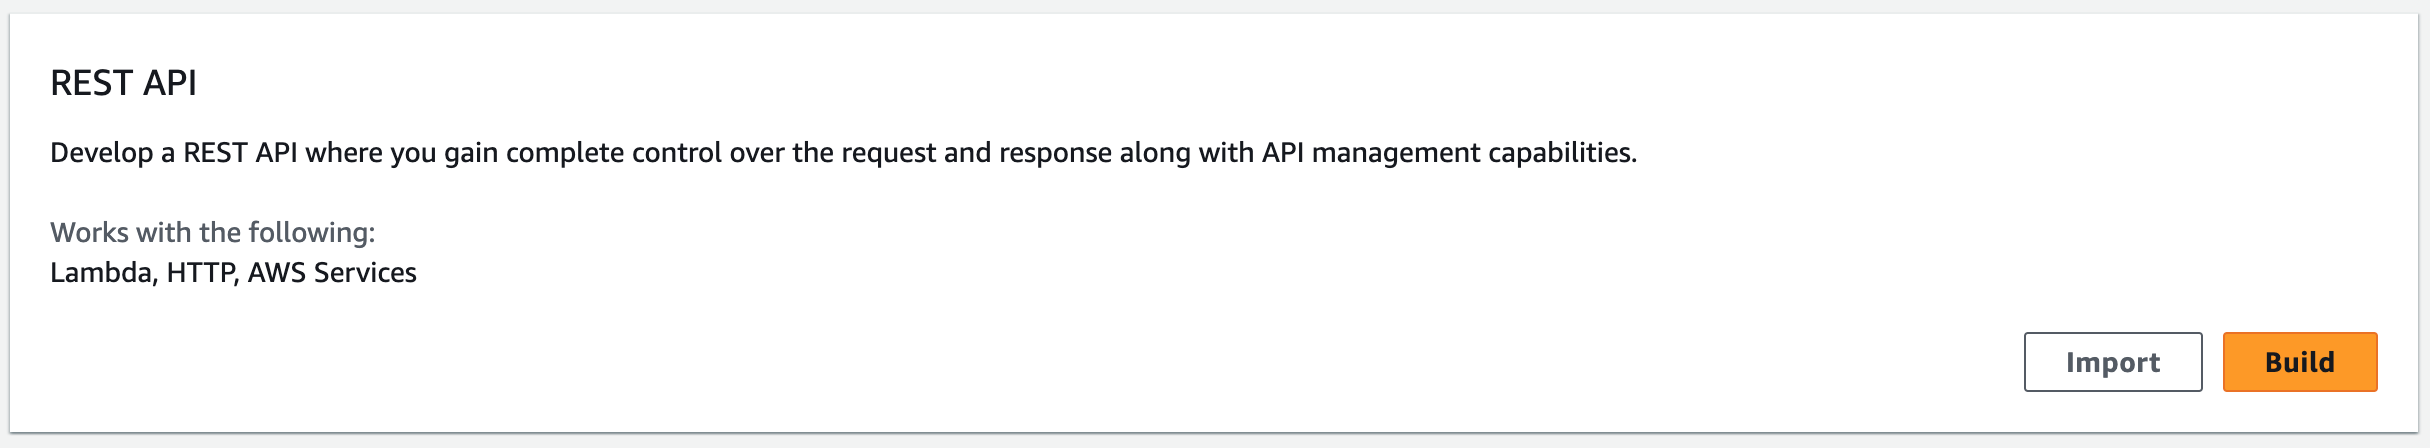 REST API
Develop a REST API where you gain complete control over the request and response along with API management capabilities.
Works with the following:
Lambda, HTTP, AWS Services
Import
Build